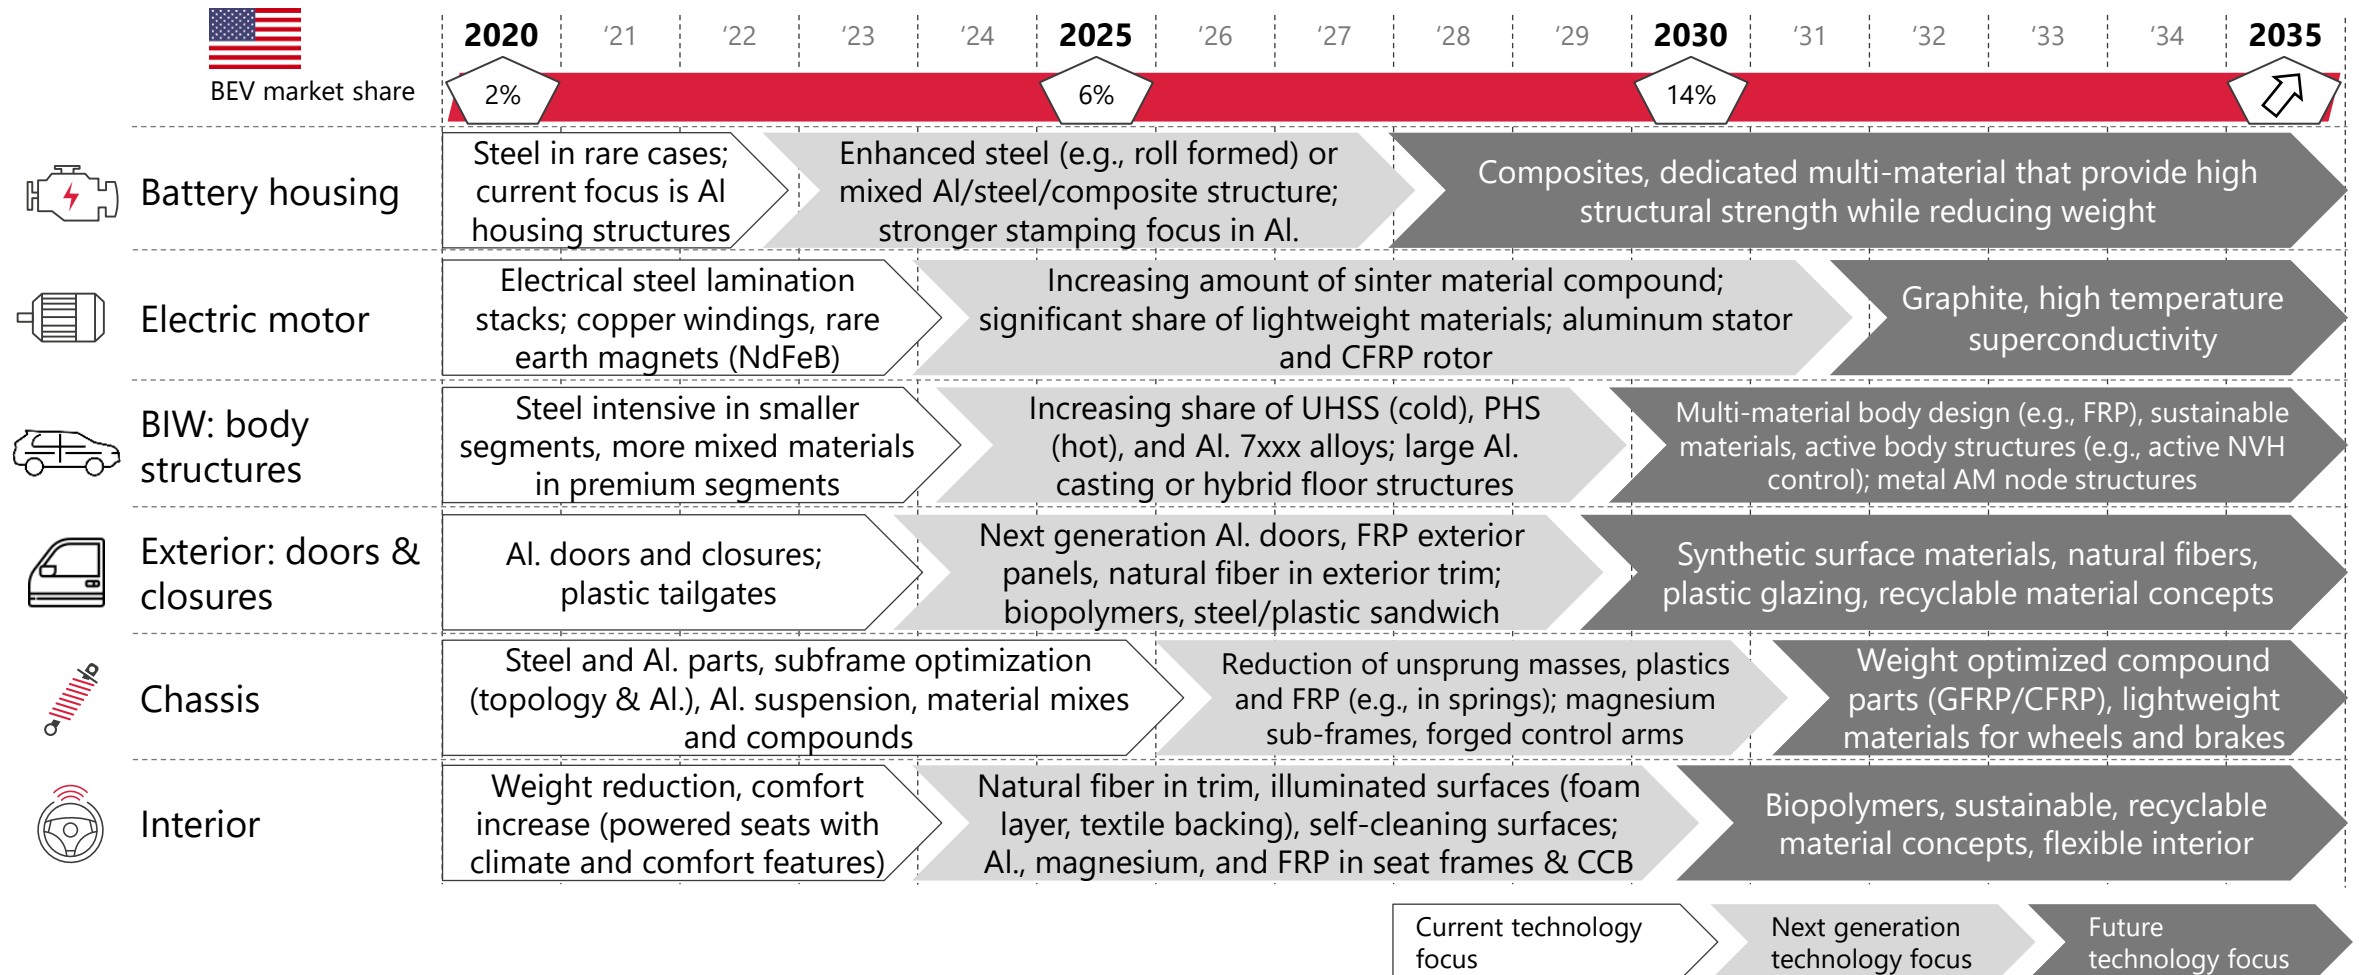 2020 '21 '22 '23 '24 2025 '26 '27 '28 '29 2030 '31 '32 '33 '34 2035
BEV market share
2% 6% 14%
Battery housing
Steel in rare cases;
current focus is Al
housing structures
Enhanced steel (e.g., roll formed) or
mixed Al/steel/composite structure;
stronger stamping focus in Al.
Composites, dedicated multi-material that provide high
structural strength while reducing weight
Electric motor
Electrical steel lamination
stacks; copper windings, rare
earth magnets (NdFeB)
Increasing amount of sinter material compound;
significant share of lightweight materials; aluminum stator
and CFRP rotor
Graphite, high temperature
superconductivity
BIW: body
structures
Steel intensive in smaller
segments, more mixed materials
in premium segments
Increasing share of UHSS (cold), PHS
(hot), and Al. 7xxx alloys; large Al.
casting or hybrid floor structures
Multi-material body design (e.g., FRP), sustainable
materials, active body structures (e.g., active NVH
control); metal AM node structures
Exterior: doors &
closures
Al. doors and closures;
plastic tailgates
Next generation Al. doors, FRP exterior
panels, natural fiber in exterior trim;
biopolymers, steel/plastic sandwich
Synthetic surface materials, natural fibers,
plastic glazing, recyclable material concepts
Chassis
Steel and Al. parts, subframe optimization
(topology & Al.), Al. suspension, material mixes
and compounds
Reduction of unsprung masses, plastics
and FRP (e.g., in springs); magnesium
sub-frames, forged control arms
Weight optimized compound
parts (GFRP/CFRP), lightweight
materials for wheels and brakes
Interior
Weight reduction, comfort
increase (powered seats with
climate and comfort features)
Natural fiber in trim, illuminated surfaces (foam
layer, textile backing), self-cleaning surfaces;
Al., magnesium, and FRP in seat frames & CCB
Biopolymers, sustainable, recyclable
material concepts, flexible interior
Current technology
focus
Next generation
technology focus
Future
technology focus